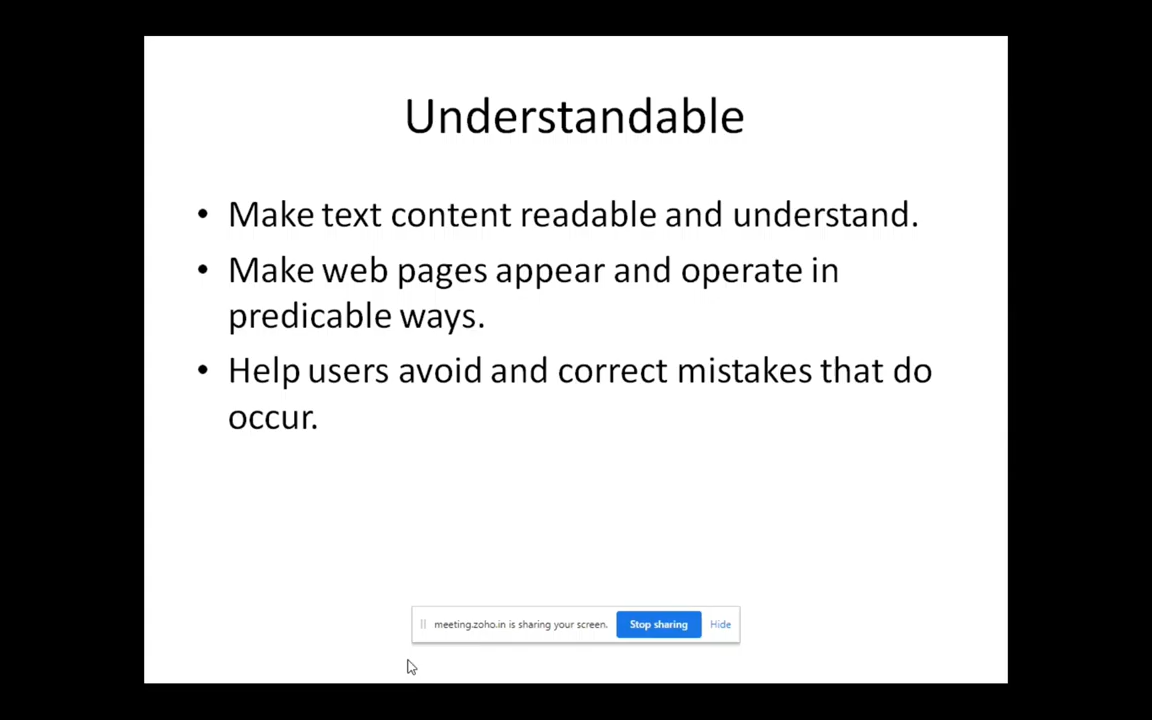 Understandable
• Make text content readable and understand.
• Make web pages appear and operate in
predicable ways.
• Help users avoid and correct mistakes that do
occur.
meeting.zoho.in is sharing your screen. Stop sharing Hide